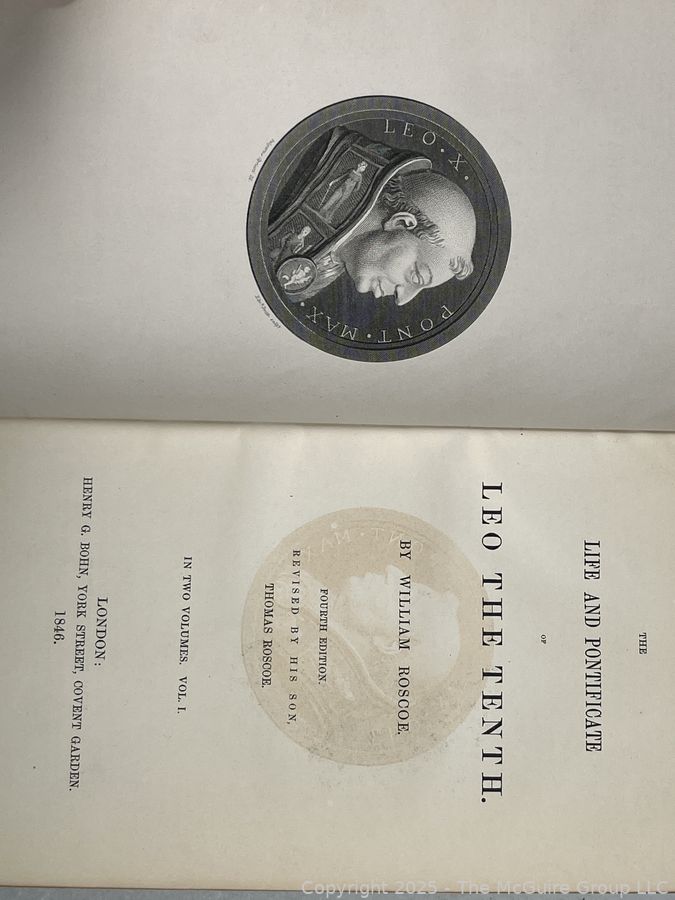 LEO · X ·
PONT · MAX ·
THE
LIFE AND PONTIFICATE
OF
LEO THE TENTH.
BY WILLIAM ROSCOE.
FOURTH EDITION.
REVISED BY HIS SON,
THOMAS ROSCOE.
IN TWO VOLUMES. VOL. I.
LONDON:
HENRY G. BOHN, YORK STREET, COVENT GARDEN.
1846.
Copyright 2025 - The McGuire Group LLC